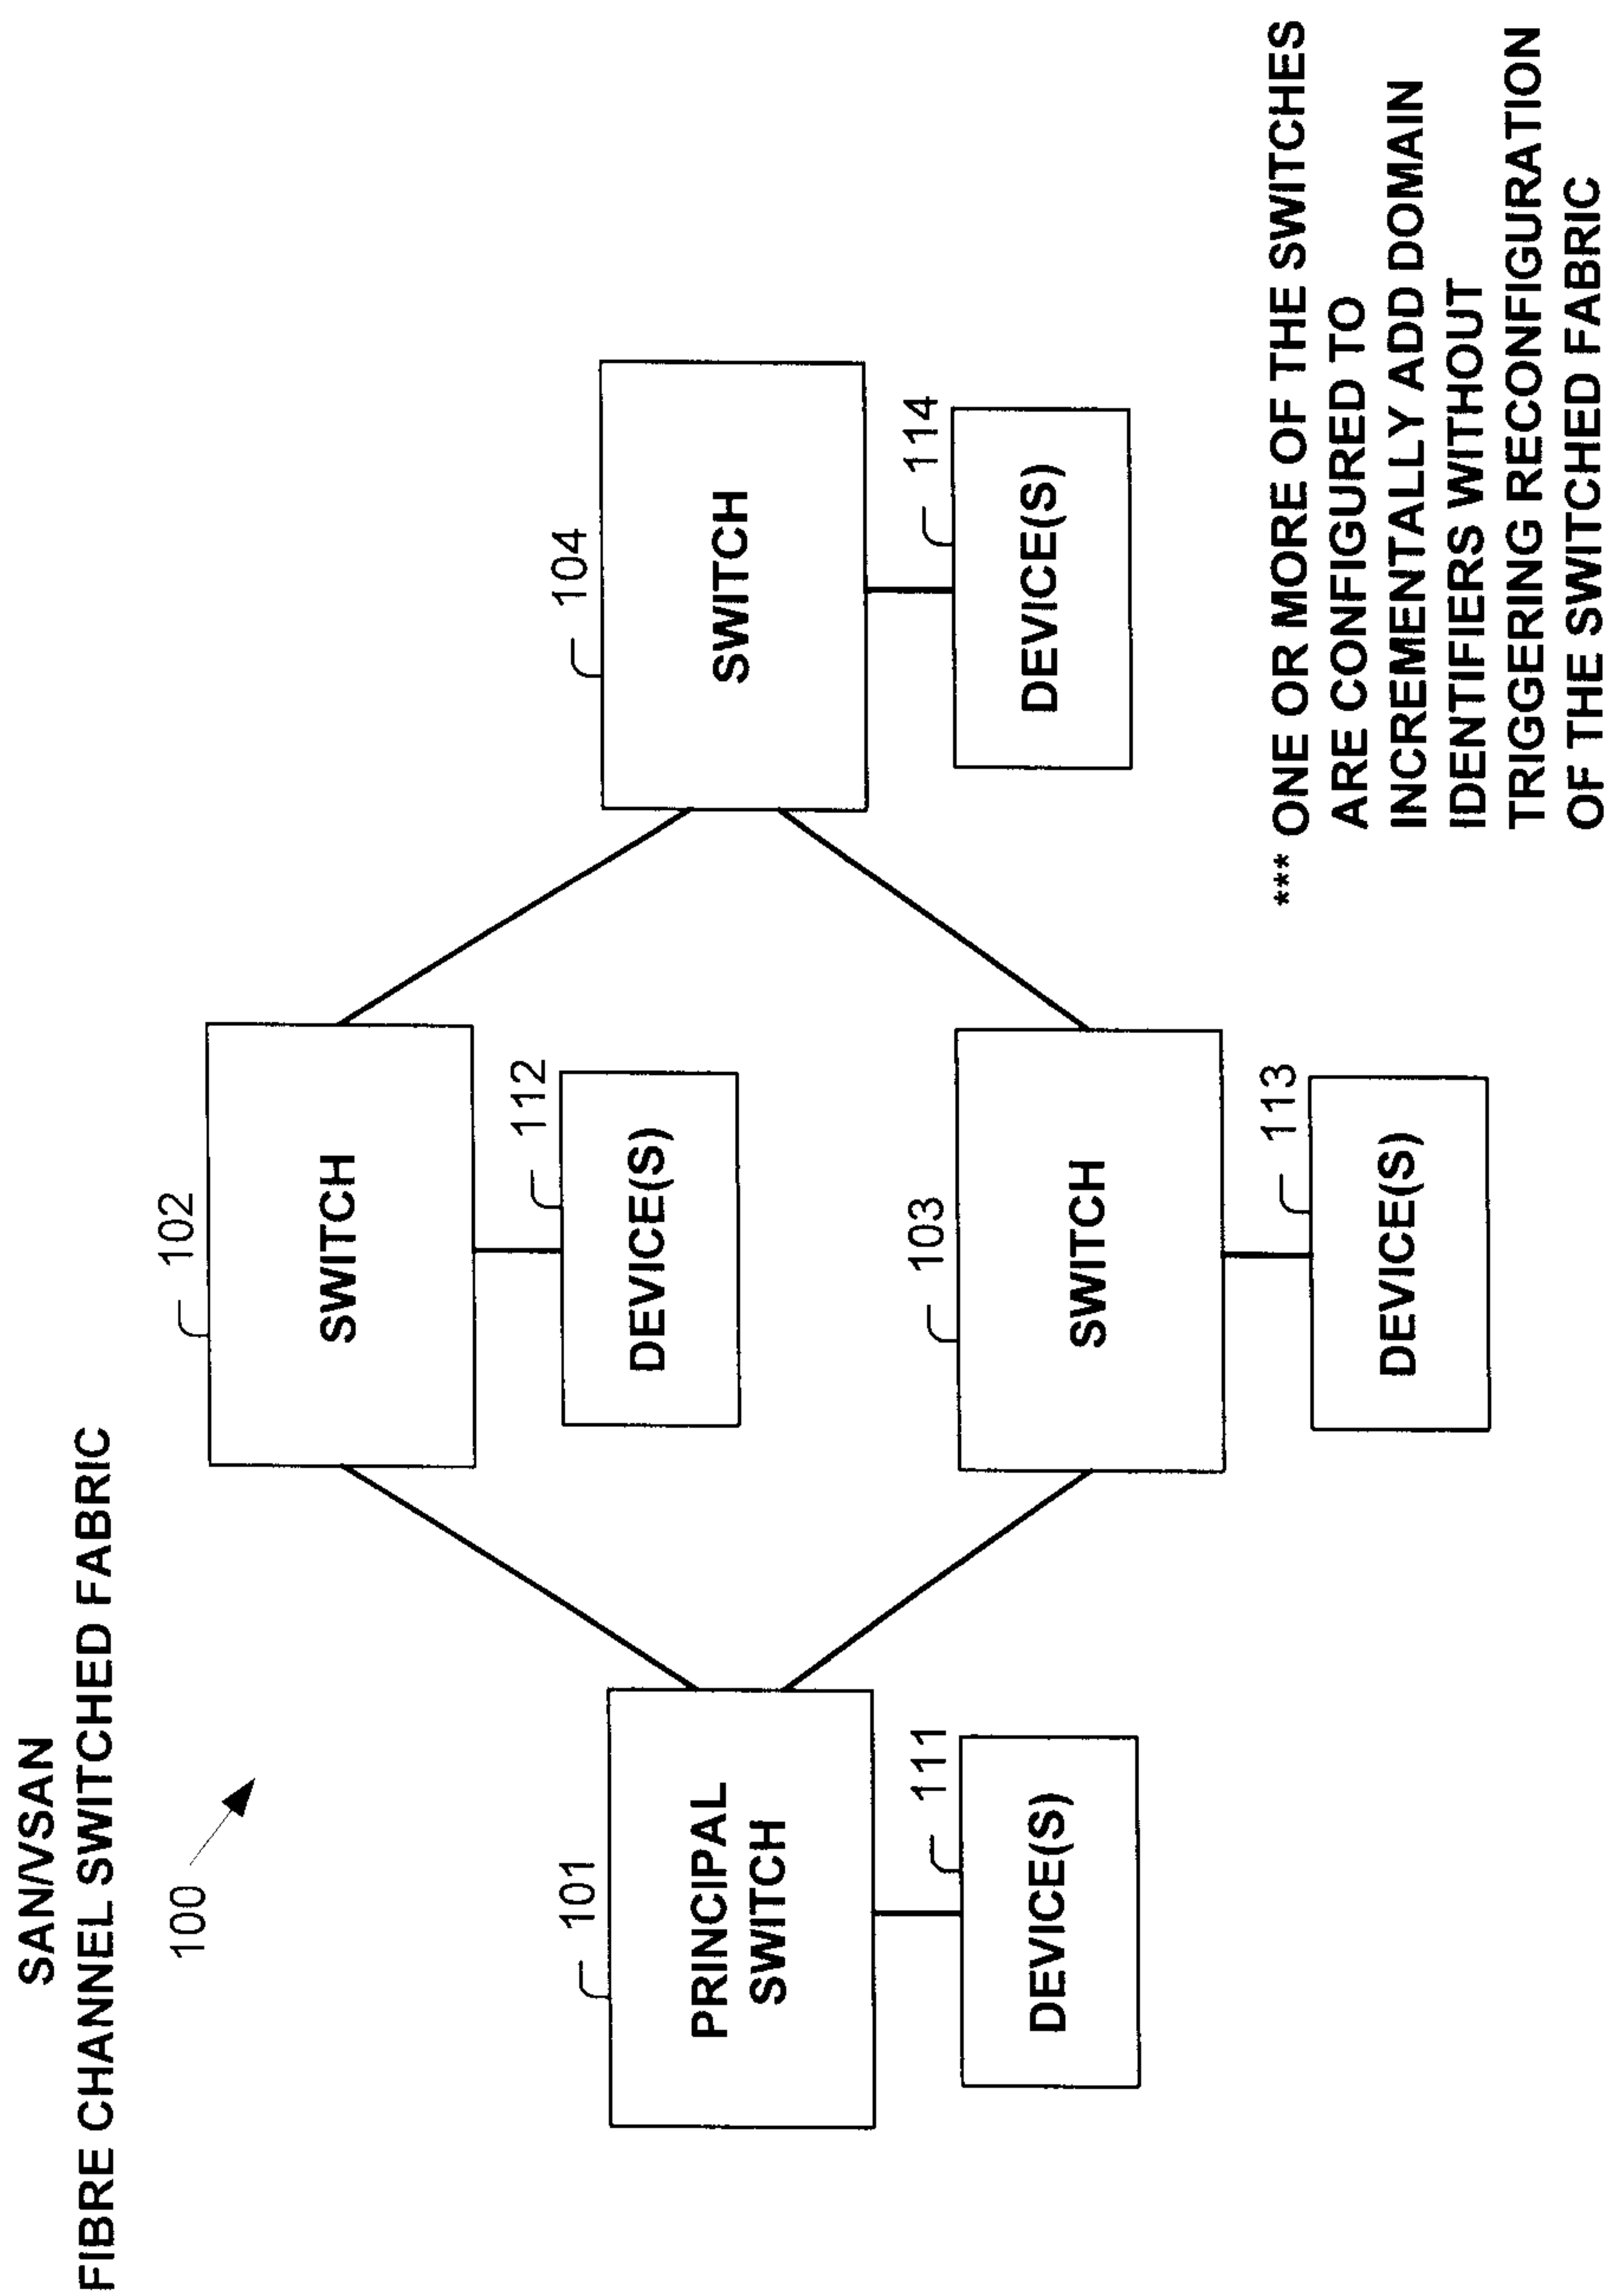 SAN/VSAN
FIBRE CHANNEL SWITCHED FABRIC
100
101
PRINCIPAL
SWITCH
111
DEVICE(S)
102
SWITCH
112
DEVICE(S)
103
SWITCH
113
DEVICE(S)
104
SWITCH
114
DEVICE(S)
*** ONE OR MORE OF THE SWITCHES
ARE CONFIGURED TO
INCREMENTALLY ADD DOMAIN
IDENTIFIERS WITHOUT
TRIGGERING RECONFIGURATION
OF THE SWITCHED FABRIC